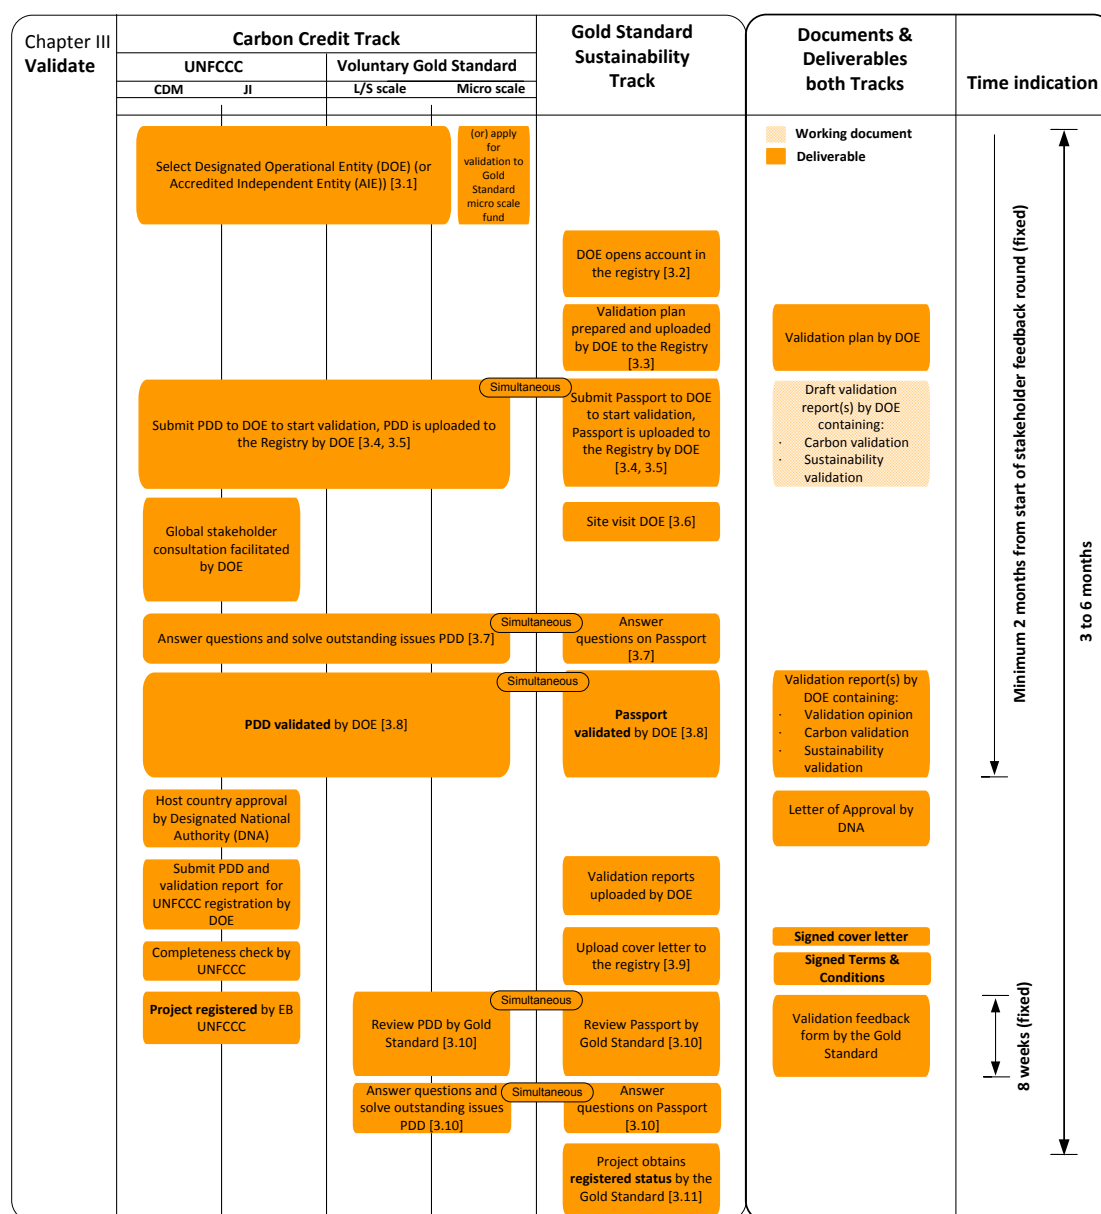 Chapter III
Validate
Carbon Credit Track
UNFCCC
Voluntary Gold Standard
CDM
JI
L/S scale
Micro scale
Gold Standard
Sustainability
Track
Documents &
Deliverables
both Tracks
Time indication
Working document
Deliverable
Select Designated Operational Entity (DOE) (or
Accredited Independent Entity (AIE)) [3.1]
(or) apply
for
validation to
Gold
Standard
micro scale
fund
DOE opens account in
the registry [3.2]
Validation plan
prepared and uploaded
by DOE to the Registry
[3.3]
Validation plan by DOE
Simultaneous
Submit PDD to DOE to start validation, PDD is uploaded to
the Registry by DOE [3.4, 3.5]
Submit Passport to DOE
to start validation,
Passport is uploaded to
the Registry by DOE
[3.4, 3.5]
Draft validation
report(s) by DOE
containing:
· Carbon validation
· Sustainability
validation
Global stakeholder
consultation facilitated
by DOE
Site visit DOE [3.6]
Answer questions and solve outstanding issues PDD [3.7]
Simultaneous
Answer
questions on Passport
[3.7]
Simultaneous
PDD validated by DOE [3.8]
Passport
validated by DOE [3.8]
Validation report(s) by
DOE containing:
· Validation opinion
· Carbon validation
· Sustainability
validation
Host country approval
by Designated National
Authority (DNA)
Letter of Approval by
DNA
Submit PDD and
validation report for
UNFCCC registration by
DOE
Validation reports
uploaded by DOE
Completeness check by
UNFCCC
Upload cover letter to
the registry [3.9]
Signed cover letter
Signed Terms &
Conditions
Project registered by EB
UNFCCC
Simultaneous
Review PDD by Gold
Standard [3.10]
Review Passport by
Gold Standard [3.10]
Validation feedback
form by the Gold
Standard
Answer questions and
solve outstanding issues
PDD [3.10]
Simultaneous
Answer
questions on Passport
[3.10]
Project obtains
registered status by the
Gold Standard [3.11]
Minimum 2 months from start of stakeholder feedback round (fixed)
8 weeks (fixed)
3 to 6 months